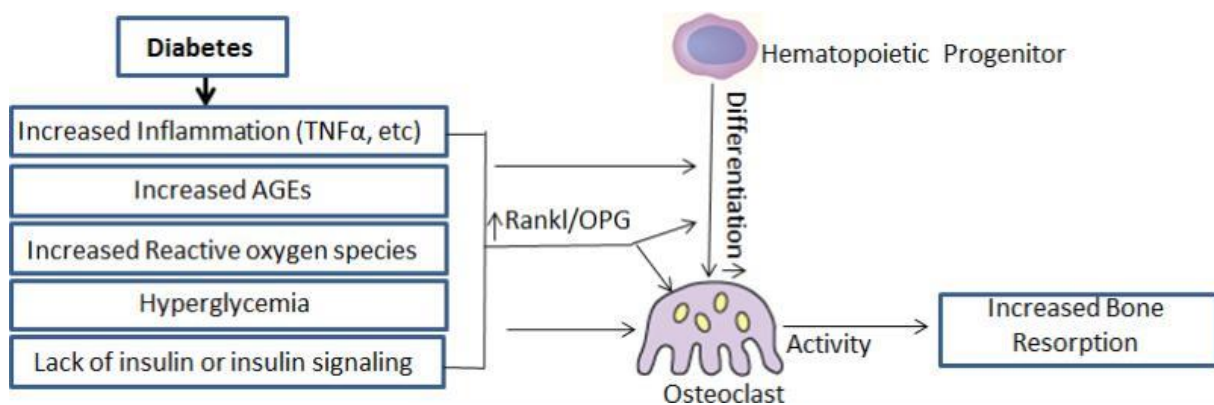 Diabetes
Hematopoietic Progenitor
Increased Inflammation (TNFα, etc)
Increased AGEs
Increased Reactive oxygen species
Hyperglycemia
Lack of insulin or insulin signaling
↑Rankl/OPG
Differentiation→
Osteoclast
Activity
Increased Bone
Resorption